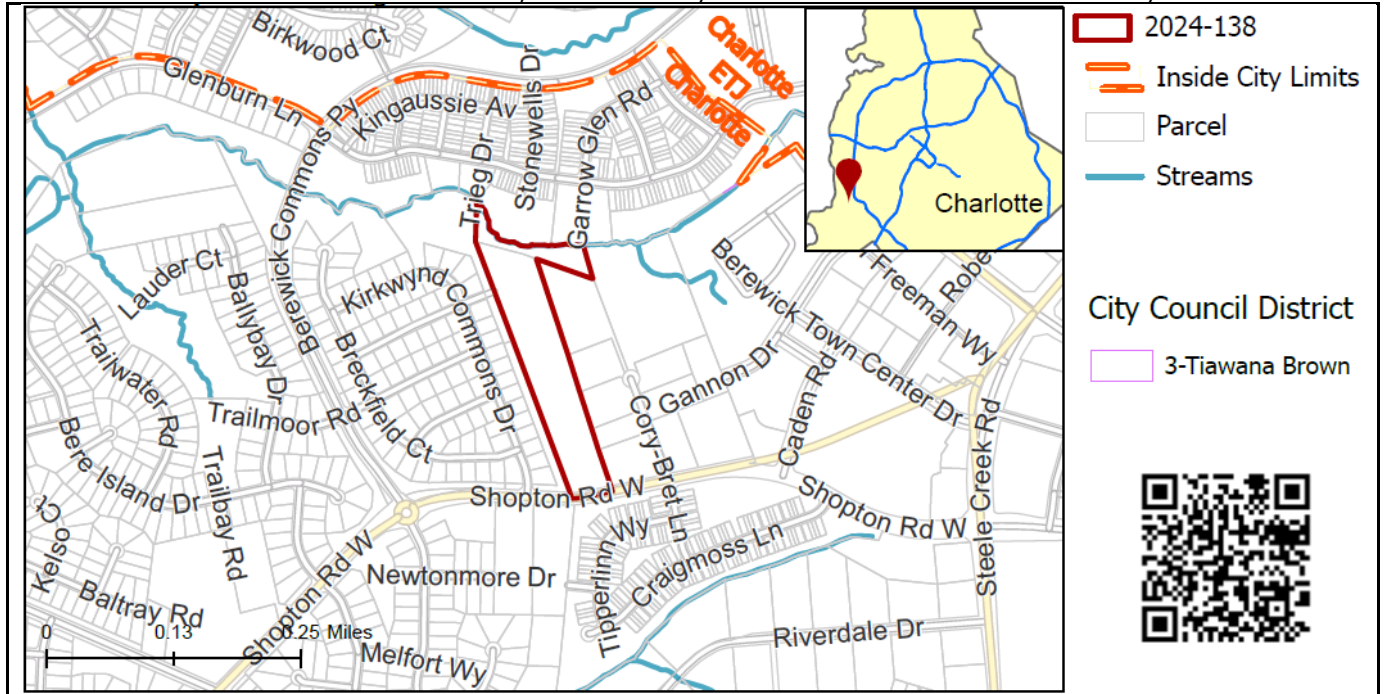 Birkwood Ct
Glenburn Ln
Kingaussie Av
Stonewells Dr
Garrow Glen Rd
Trieg Dr
Charlotte
ETJ
Charlotte
Berewick Commons Py
Lauder Ct
Ballybay Dr
Kirkwynd Commons Dr
Breckfield Ct
Trailwater Rd
Trailmoor Rd
Bere Island Dr
Trailbay Rd
Kelso Ct
Baltray Rd
Shopton Rd W
Shopton Rd W
Newtonmore Dr
Melfort Wy
Tipperlinn Wy
Craigmoss Ln
Cory-Bret Ln
Gannon Dr
Berewick Town Center Dr
Caden Rd
Freeman Wy
Robe
Shopton Rd W
Steele Creek Rd
Riverdale Dr
0 0.13 0.25 Miles
Charlotte
2024-138
Inside City Limits
Parcel
Streams
City Council District
3-Tiawana Brown